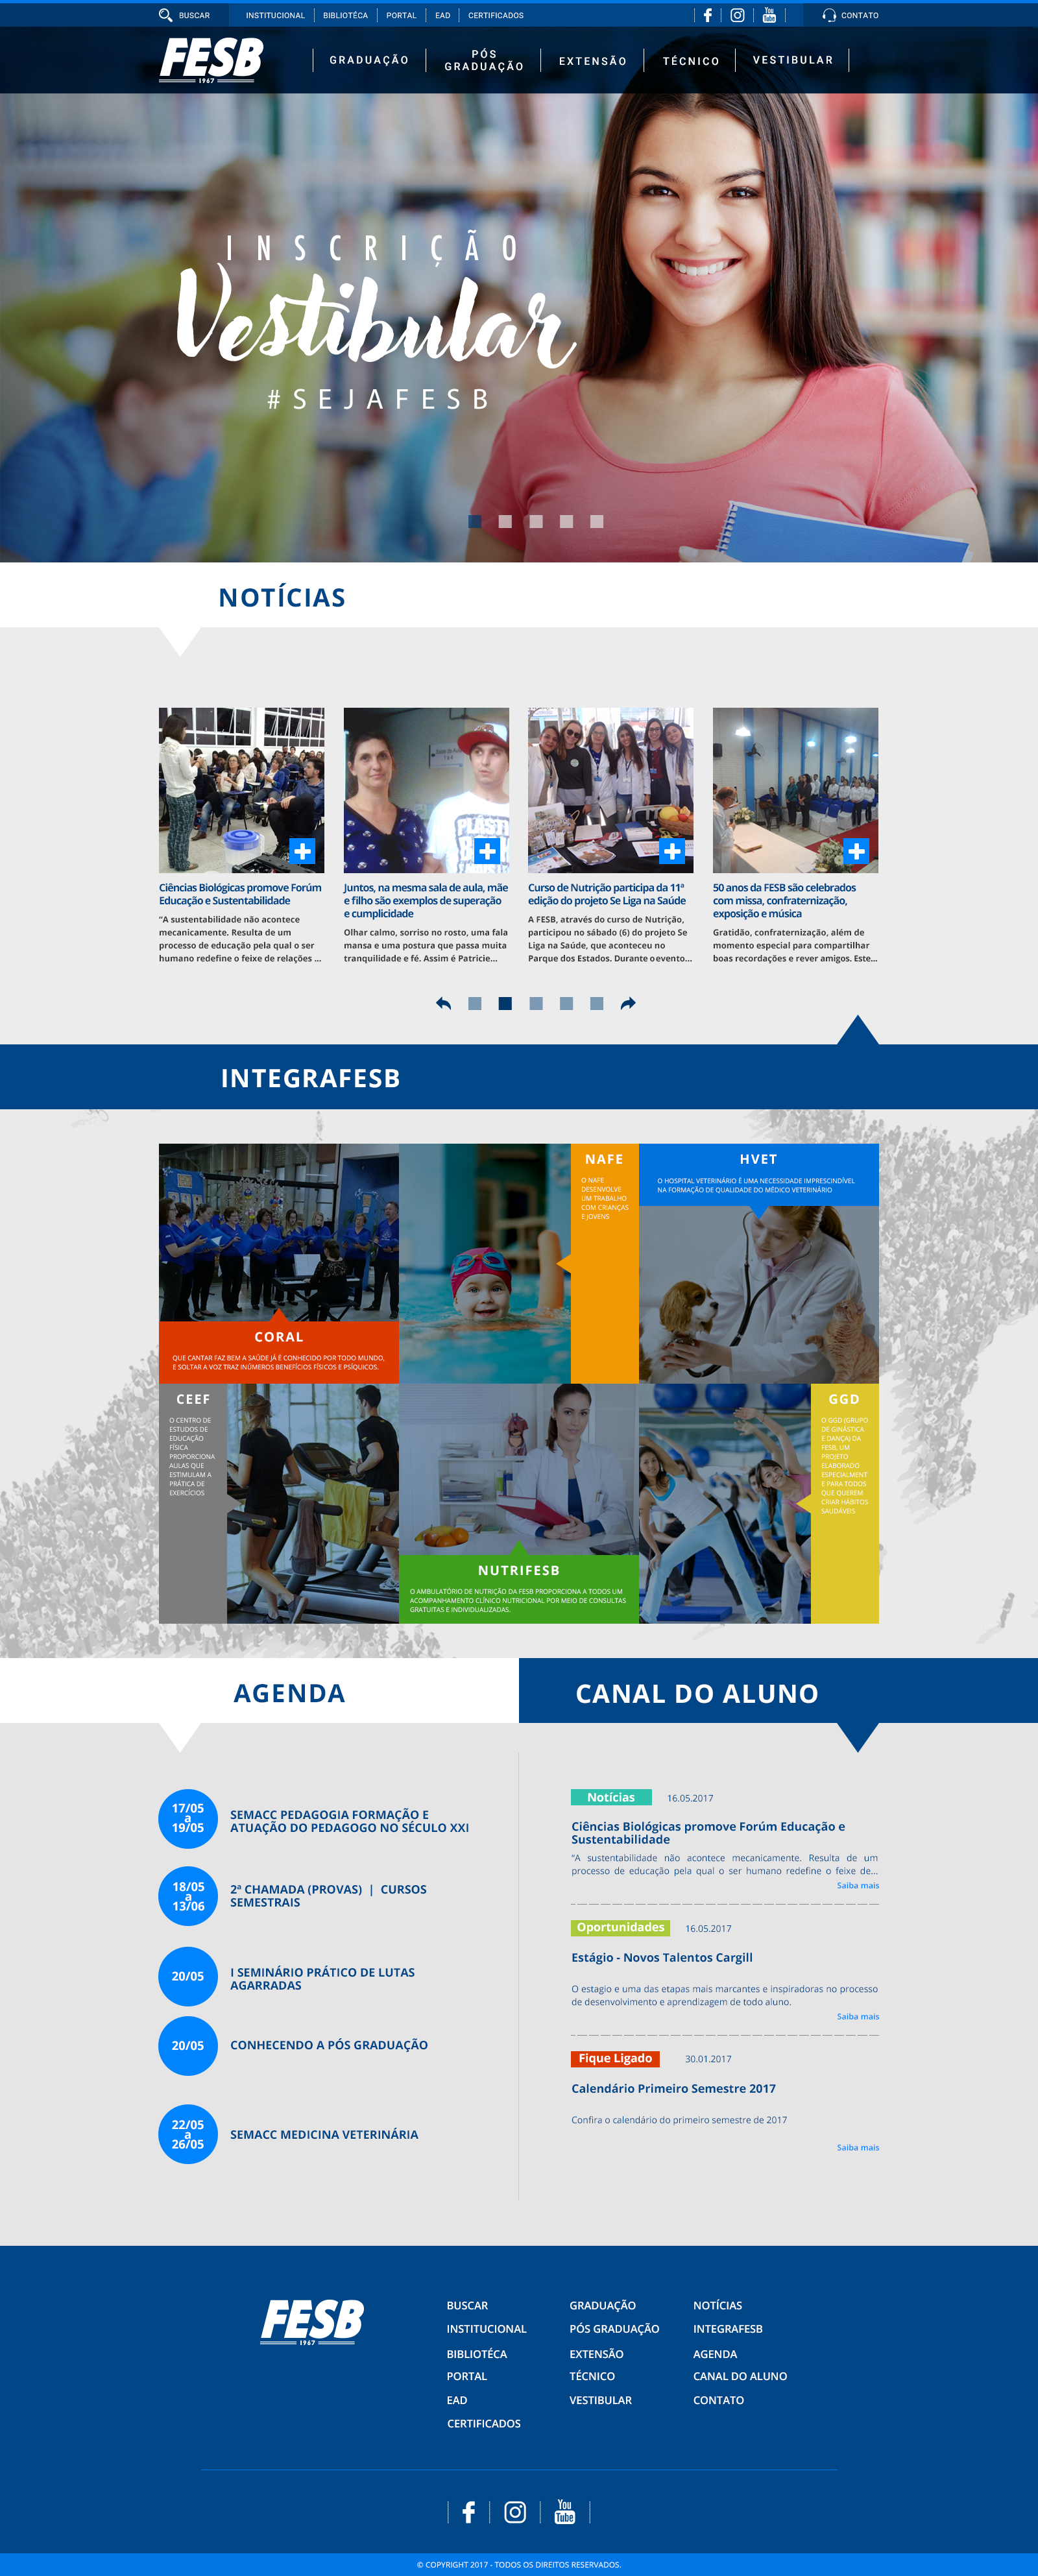 BUSCAR
INSTITUCIONAL
BIBLIOTÉCA
PORTAL
EAD
CERTIFICADOS
You
Tube
CONTATO
FESB
1967
GRADUAÇÃO
PÓS
GRADUAÇÃO
EXTENSÃO
TÉCNICO
VESTIBULAR
INSCRIÇÃO
Vestibular
#SEJAFESB
NOTÍCIAS
Ciências Biológicas promove Forúm
Educação e Sustentabilidade
“A sustentabilidade não acontece
mecanicamente. Resulta de um
processo de educação pela qual o ser
humano redefine o feixe de relações ...
Juntos, na mesma sala de aula, mãe
e filho são exemplos de superação
e cumplicidade
Olhar calmo, sorriso no rosto, uma fala
mansa e uma postura que passa muita
tranquilidade e fé. Assim é Patricie...
Curso de Nutrição participa da 11ª
edição do projeto Se Liga na Saúde
A FESB, através do curso de Nutrição,
participou no sábado (6) do projeto Se
Liga na Saúde, que aconteceu no
Parque dos Estados. Durante o evento...
50 anos da FESB são celebrados
com missa, confraternização,
exposição e música
Gratidão, confraternização, além de
momento especial para compartilhar
boas recordações e rever amigos. Este...
INTEGRAFESB
CORAL
QUE CANTAR FAZ BEM A SAÚDE JÁ É CONHECIDO POR TODO MUNDO,
E SOLTAR A VOZ TRAZ INÚMEROS BENEFÍCIOS FÍSICOS E PSÍQUICOS.
NAFE
O NAFE
DESENVOLVE
UM TRABALHO
COM CRIANÇAS
E JOVENS
HVET
O HOSPITAL VETERINÁRIO É UMA NECESSIDADE IMPRESCINDÍVEL
NA FORMAÇÃO DE QUALIDADE DO MÉDICO VETERINÁRIO
CEEF
O CENTRO DE
ESTUDOS DE
EDUCAÇÃO
FÍSICA
PROPORCIONA
AULAS QUE
ESTIMULAM A
PRÁTICA DE
EXERCÍCIOS
NUTRIFESB
O AMBULATÓRIO DE NUTRIÇÃO DA FESB PROPORCIONA A TODOS UM
ACOMPANHAMENTO CLÍNICO NUTRICIONAL POR MEIO DE CONSULTAS
GRATUITAS E INDIVIDUALIZADAS.
GGD
O GGD (GRUPO
DE GINÁSTICA
E DANÇA) DA
FESB, UM
PROJETO
ELABORADO
ESPECIALMENT
E PARA TODOS
QUE QUEREM
CRIAR HÁBITOS
SAUDÁVEIS
AGENDA
17/05
a
19/05
SEMACC PEDAGOGIA FORMAÇÃO E
ATUAÇÃO DO PEDAGOGO NO SÉCULO XXI
18/05
a
13/06
2ª CHAMADA (PROVAS) | CURSOS
SEMESTRAIS
20/05
I SEMINÁRIO PRÁTICO DE LUTAS
AGARRADAS
20/05
CONHECENDO A PÓS GRADUAÇÃO
22/05
a
26/05
SEMACC MEDICINA VETERINÁRIA
CANAL DO ALUNO
Notícias
16.05.2017
Ciências Biológicas promove Forúm Educação e
Sustentabilidade
“A sustentabilidade não acontece mecanicamente. Resulta de um
processo de educação pela qual o ser humano redefine o feixe de...
Saiba mais
Oportunidades
16.05.2017
Estágio - Novos Talentos Cargill
O estagio e uma das etapas mais marcantes e inspiradoras no processo
de desenvolvimento e aprendizagem de todo aluno.
Saiba mais
Fique Ligado
30.01.2017
Calendário Primeiro Semestre 2017
Confira o calendário do primeiro semestre de 2017
Saiba mais
FESB
1967
BUSCAR
INSTITUCIONAL
BIBLIOTÉCA
PORTAL
EAD
CERTIFICADOS
GRADUAÇÃO
PÓS GRADUAÇÃO
EXTENSÃO
TÉCNICO
VESTIBULAR
NOTÍCIAS
INTEGRAFESB
AGENDA
CANAL DO ALUNO
CONTATO
You
Tube
© COPYRIGHT 2017 - TODOS OS DIREITOS RESERVADOS.